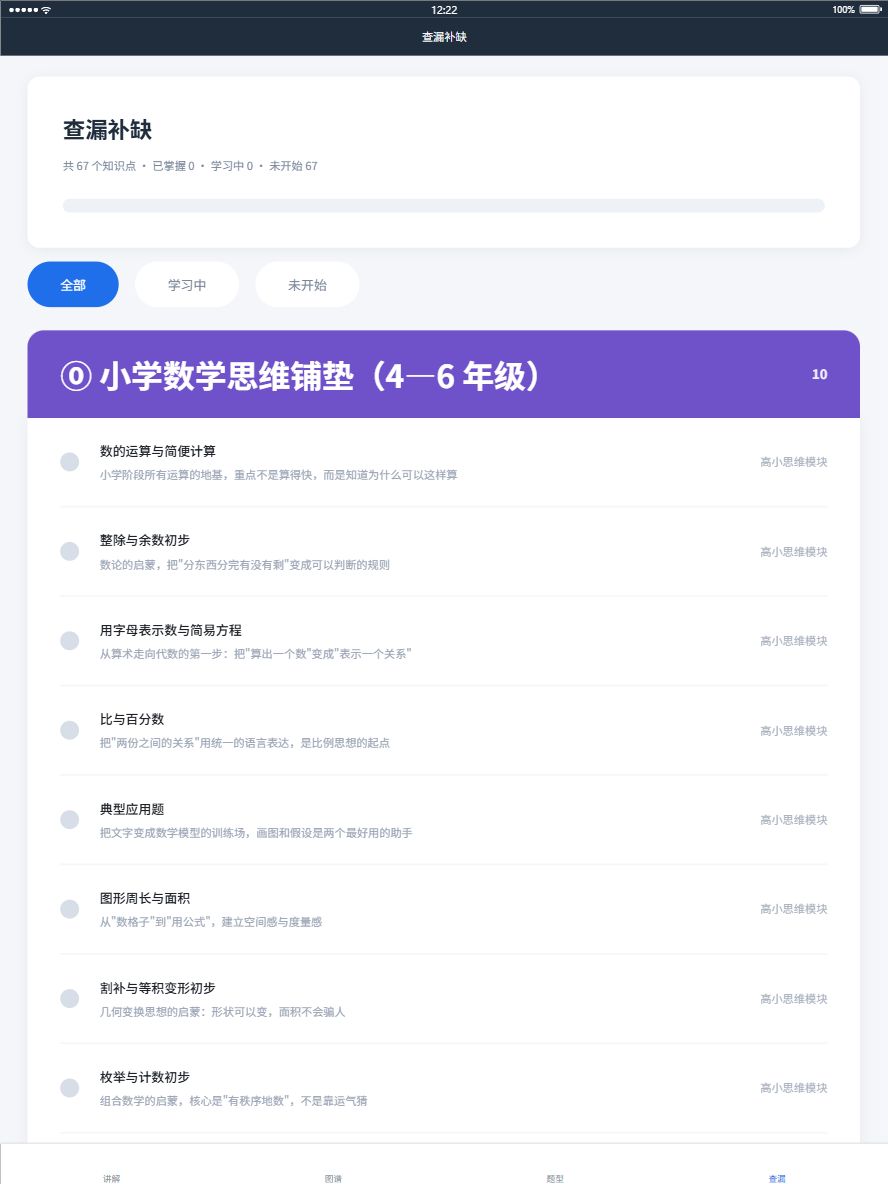 12:22
100%
查漏补缺
查漏补缺
共 67 个知识点 · 已掌握 0 · 学习中 0 · 未开始 67
全部
学习中
未开始
⓪ 小学数学思维铺垫（4—6 年级）
10
数的运算与简便计算
小学阶段所有运算的地基，重点不是算得快，而是知道为什么可以这样算
高小思维模块
整除与余数初步
数论的启蒙，把"分东西分完有没有剩"变成可以判断的规则
高小思维模块
用字母表示数与简易方程
从算术走向代数的第一步：把"算出一个数"变成"表示一个关系"
高小思维模块
比与百分数
把"两份之间的关系"用统一的语言表达，是比例思想的起点
高小思维模块
典型应用题
把文字变成数学模型的训练场，画图和假设是两个最好用的助手
高小思维模块
图形周长与面积
从"数格子"到"用公式"，建立空间感与度量感
高小思维模块
割补与等积变形初步
几何变换思想的启蒙：形状可以变，面积不会骗人
高小思维模块
枚举与计数初步
组合数学的启蒙，核心是"有秩序地数"，不是靠运气猜
高小思维模块
讲解
图谱
题型
查漏